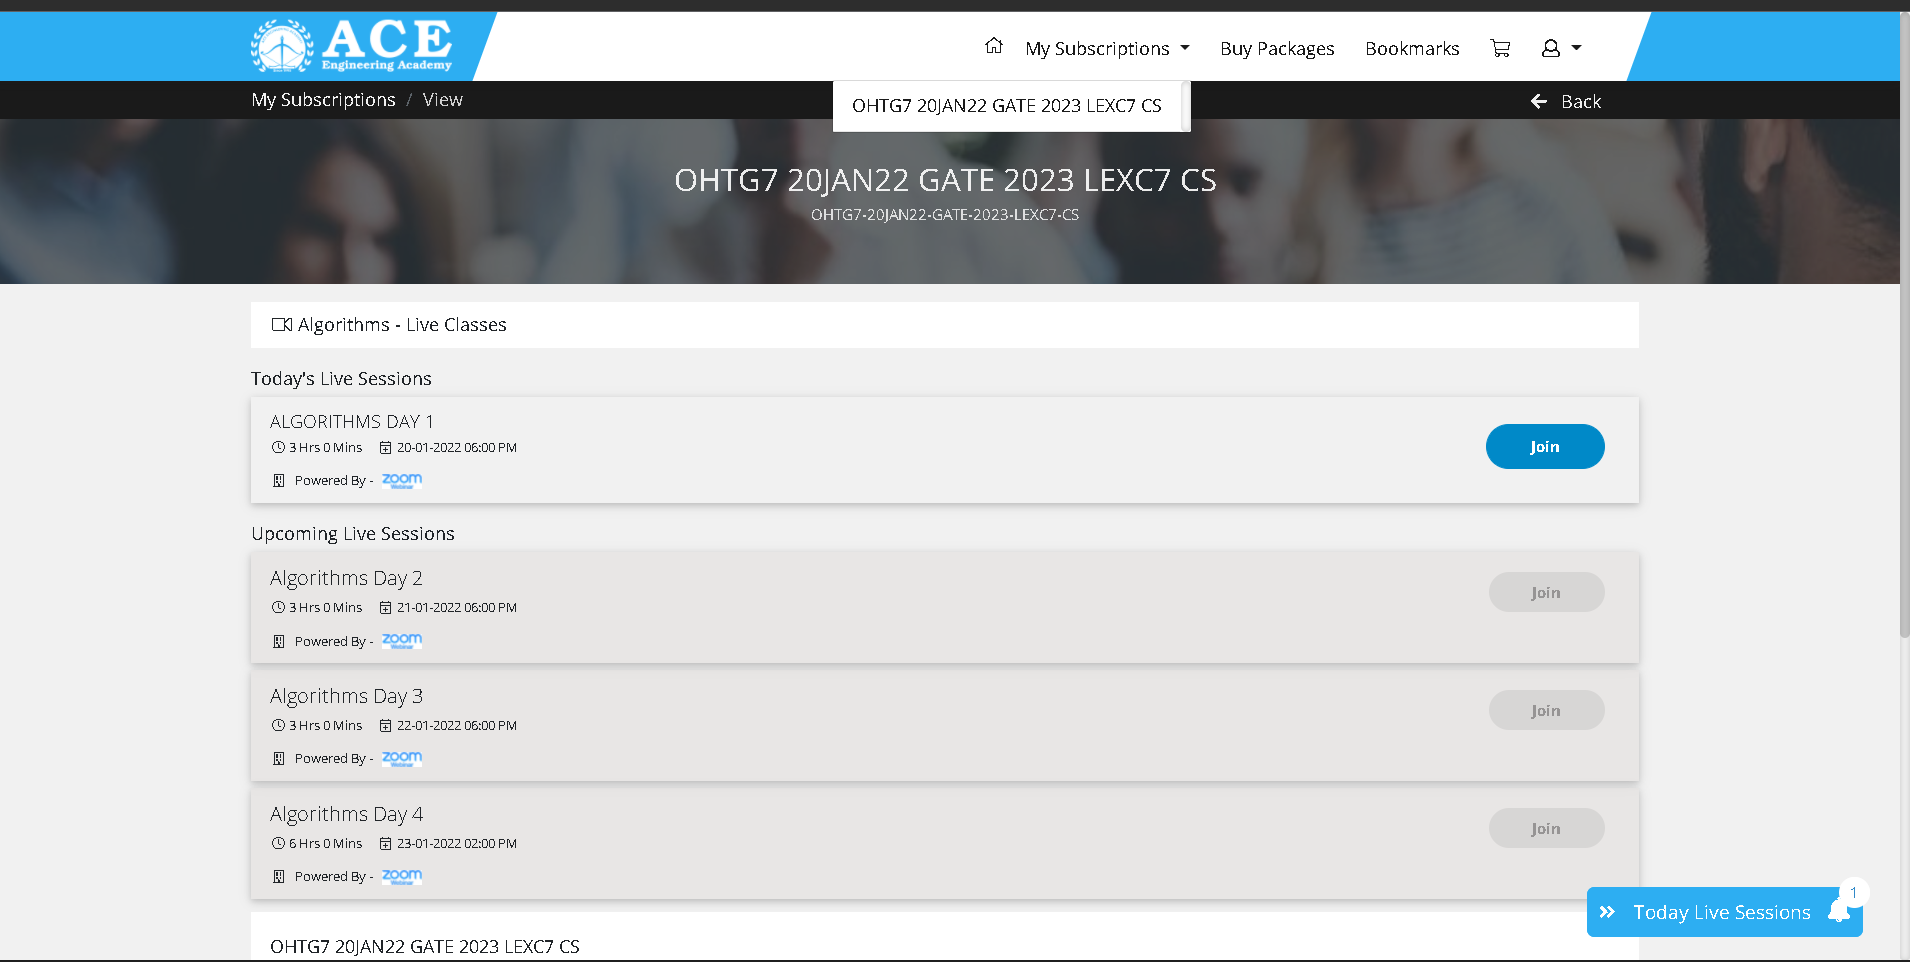 ACE
Engineering Academy
My Subscriptions
Buy Packages
Bookmarks
My Subscriptions / View
OHTG7 20JAN22 GATE 2023 LEXC7 CS
Back
OHTG7 20JAN22 GATE 2023 LEXC7 CS
OHTG7-20JAN22-GATE-2023-LEXC7-CS
Algorithms - Live Classes
Today's Live Sessions
ALGORITHMS DAY 1
3 Hrs 0 Mins 20-01-2022 06:00 PM
Join
Powered By - zoom
Webinar
Upcoming Live Sessions
Algorithms Day 2
3 Hrs 0 Mins 21-01-2022 06:00 PM
Join
Powered By - zoom
Webinar
Algorithms Day 3
3 Hrs 0 Mins 22-01-2022 06:00 PM
Join
Powered By - zoom
Webinar
Algorithms Day 4
6 Hrs 0 Mins 23-01-2022 02:00 PM
Join
Powered By - zoom
Webinar
Today Live Sessions 1
OHTG7 20JAN22 GATE 2023 LEXC7 CS